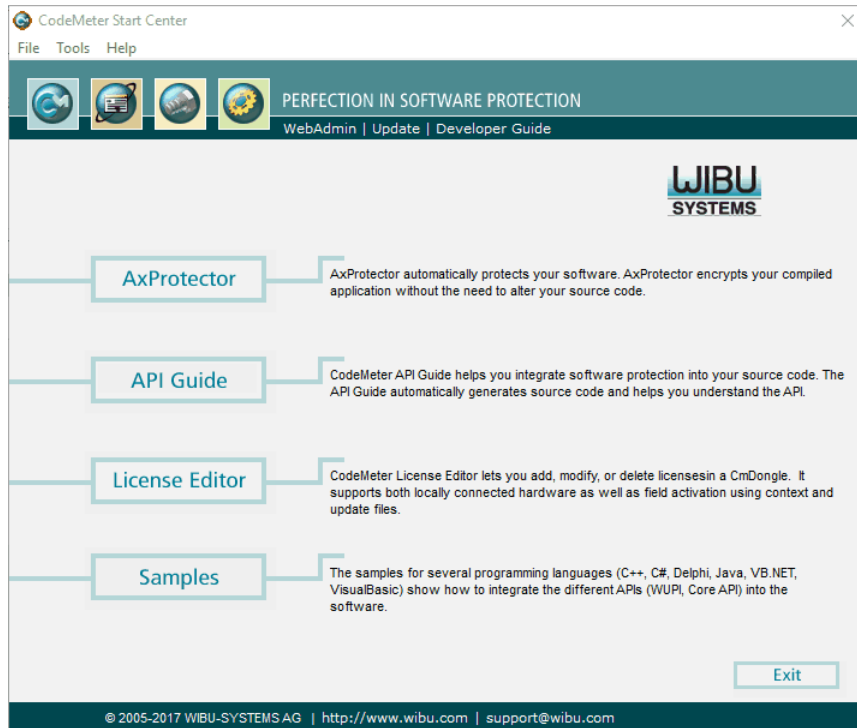 CodeMeter Start Center
File Tools Help
PERFECTION IN SOFTWARE PROTECTION
WebAdmin | Update | Developer Guide
WIBU
SYSTEMS
AxProtector
AxProtector automatically protects your software. AxProtector encrypts your compiled
application without the need to alter your source code.
API Guide
CodeMeter API Guide helps you integrate software protection into your source code. The
API Guide automatically generates source code and helps you understand the API.
License Editor
CodeMeter License Editor lets you add, modify, or delete licensesin a CmDongle. It
supports both locally connected hardware as well as field activation using context and
update files.
Samples
The samples for several programming languages (C++, C#, Delphi, Java, VB.NET,
VisualBasic) show how to integrate the different APIs (WUPI, Core API) into the
software.
Exit
© 2005-2017 WIBU-SYSTEMS AG | http://www.wibu.com | support@wibu.com